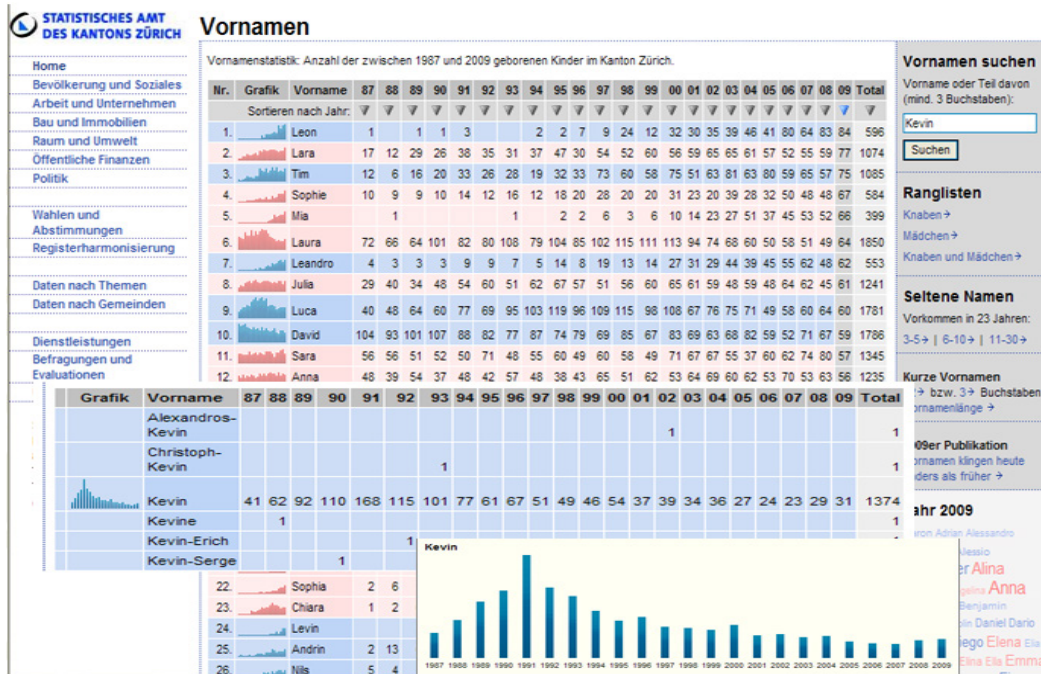 STATISTISCHES AMT
DES KANTONS ZÜRICH
Home
Bevölkerung und Soziales
Arbeit und Unternehmen
Bau und Immobilien
Raum und Umwelt
Öffentliche Finanzen
Politik
Wahlen und
Abstimmungen
Registerharmonisierung
Daten nach Themen
Daten nach Gemeinden
Dienstleistungen
Befragungen und
Evaluationen
Vornamen
Vornamenstatistik: Anzahl der zwischen 1987 und 2009 geborenen Kinder im Kanton Zürich.
Nr. Grafik Vorname 87 88 89 90 91 92 93 94 95 96 97 98 99 00 01 02 03 04 05 06 07 08 09 Total
Sortieren nach Jahr:
1. Leon 1 1 1 3 2 2 7 9 24 12 32 30 35 39 46 41 80 64 83 84 596
2. Lara 17 12 29 26 38 35 31 37 47 30 54 52 60 56 59 65 65 61 57 52 55 59 77 1074
3. Tim 12 6 16 20 33 26 28 19 32 33 73 60 58 75 51 63 81 63 80 59 65 57 75 1085
4. Sophie 10 9 9 10 14 12 16 12 18 20 28 20 20 31 23 20 39 28 32 50 48 48 67 584
5. Mia 1 1 2 2 6 3 6 10 14 23 27 51 37 45 53 52 66 399
6. Laura 72 66 64 101 82 80 108 79 104 85 102 115 111 113 94 74 68 60 50 58 51 49 64 1850
7. Leandro 4 3 3 3 9 9 7 5 14 8 19 13 14 27 31 29 44 39 45 55 62 48 62 553
8. Julia 29 40 34 48 54 60 51 62 67 57 51 56 60 65 61 59 48 59 48 64 62 45 61 1241
9. Luca 40 48 64 60 77 69 95 103 119 96 109 115 98 108 67 76 75 71 49 58 60 64 60 1781
10. David 104 93 101 107 88 82 77 87 74 79 69 85 67 83 69 63 68 82 59 52 71 67 59 1786
11. Sara 56 56 51 52 50 71 48 55 60 49 60 58 49 71 67 67 55 37 60 62 74 80 57 1345
12. Anna 48 39 54 37 48 42 57 48 38 43 65 51 62 53 64 69 60 62 53 70 53 63 56 1235
Grafik Vorname 87 88 89 90 91 92 93 94 95 96 97 98 99 00 01 02 03 04 05 06 07 08 09 Total
Alexandros-
Kevin 1 1
Christoph-
Kevin 1 1
Kevin 41 62 92 110 168 115 101 77 61 67 51 49 46 54 37 39 34 36 27 24 23 29 31 1374
Kevine 1 1
Kevin-Erich 1
Kevin-Serge 1
22. Sophia 2 6
23. Chiara 1 2
24. Levin
25. Andrin 2 13
26. Nils 5 4
Kevin
1987 1988 1989 1990 1991 1992 1993 1994 1995 1996 1997 1998 1999 2000 2001 2002 2003 2004 2005 2006 2007 2008 2009
Vornamen suchen
Vorname oder Teil davon
(mind. 3 Buchstaben):
Kevin
Suchen
Ranglisten
Knaben →
Mädchen →
Knaben und Mädchen →
Seltene Namen
Vorkommen in 23 Jahren:
3-5 → | 6-10 → | 11-30 →
Kurze Vornamen
→ bzw. 3 → Buchstaben
ornamenlänge →
009er Publikation
ornamen klingen heute
nders als früher →
ahr 2009
Adrian Alessandro
lessio
er Alina
Anna
Benjamin
Daniel Dario
ego Elena
Elina Ella Emma